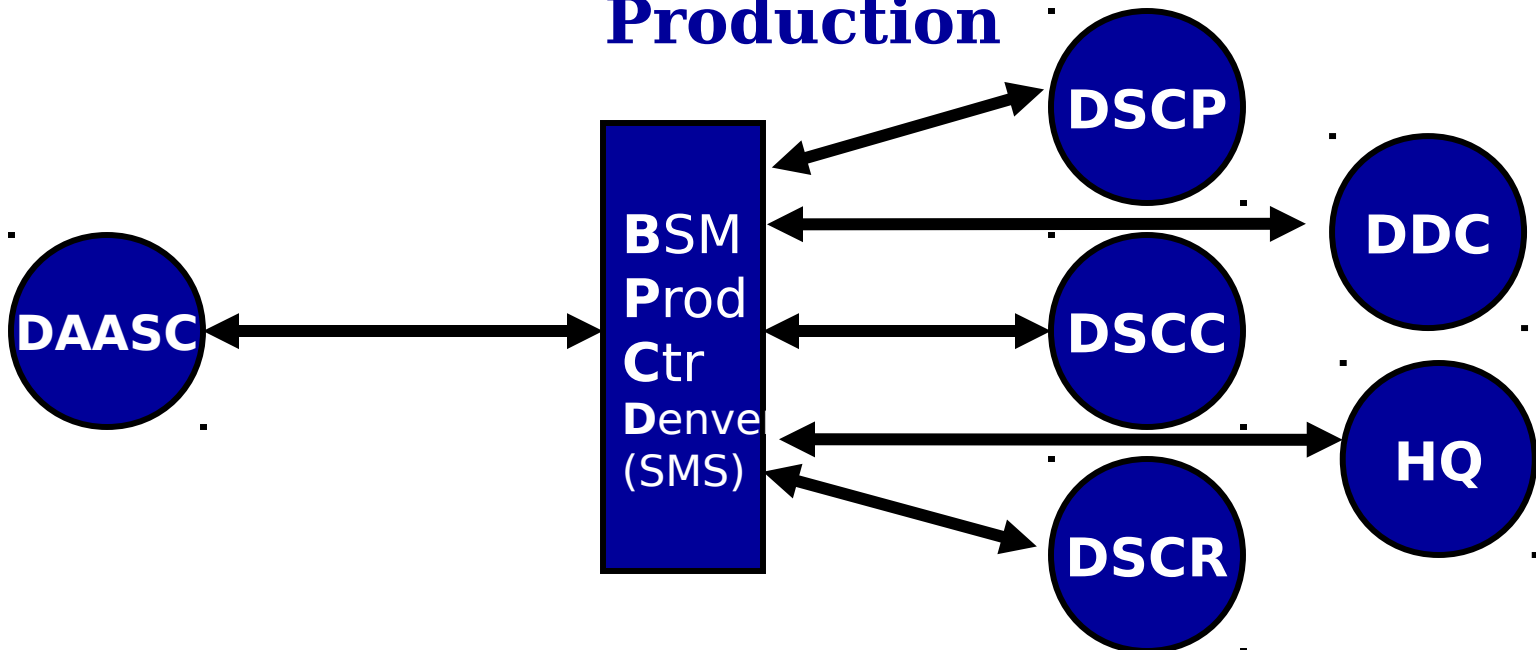 Production
DSCP
DDC
DAASC
BSM
Prod
Ctr
Denver
(SMS)
DSCC
HQ
DSCR